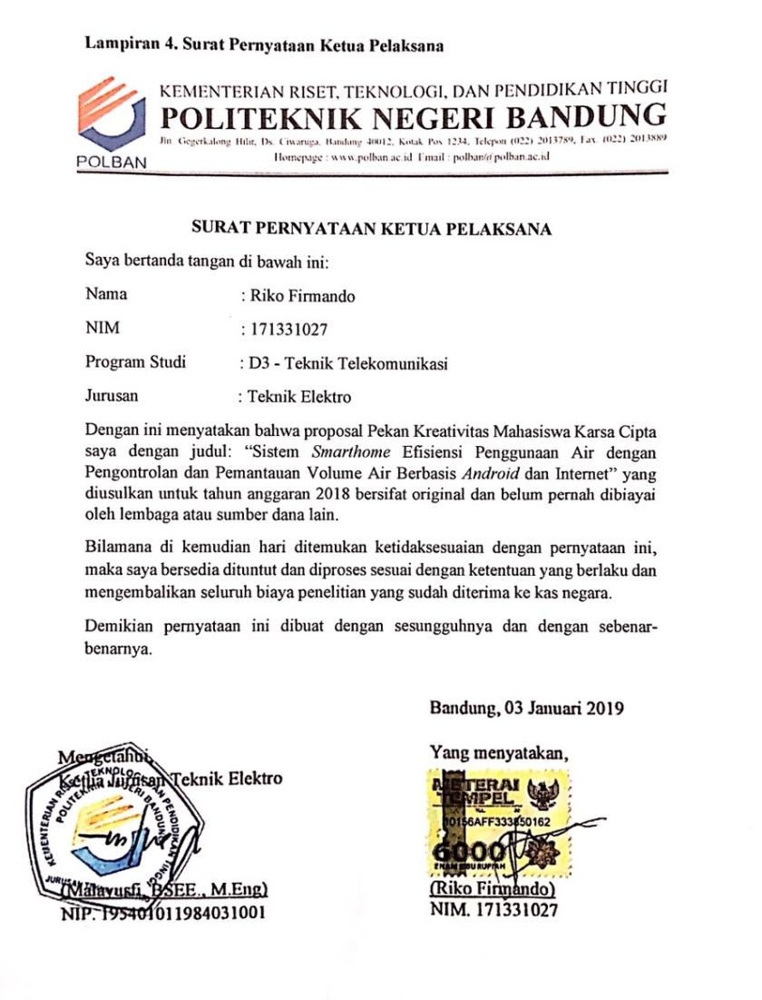 Lampiran 4. Surat Pernyataan Ketua Pelaksana
POLBAN
KEMENTERIAN RISET, TEKNOLOGI, DAN PENDIDIKAN TINGGI
POLITEKNIK NEGERI BANDUNG
Jln. Gegerkalong Hilir, Ds. Ciwaruga, Bandung 40012, Kotak Pos 1234, Telepon (022) 2013789, Fax. (022) 2013889
Homepage : www.polban.ac.id Email : polban@polban.ac.id
SURAT PERNYATAAN KETUA PELAKSANA
Saya bertanda tangan di bawah ini:
Nama : Riko Firmando
NIM : 171331027
Program Studi : D3 - Teknik Telekomunikasi
Jurusan : Teknik Elektro
Dengan ini menyatakan bahwa proposal Pekan Kreativitas Mahasiswa Karsa Cipta
saya dengan judul: “Sistem Smarthome Efisiensi Penggunaan Air dengan
Pengontrolan dan Pemantauan Volume Air Berbasis Android dan Internet” yang
diusulkan untuk tahun anggaran 2018 bersifat original dan belum pernah dibiayai
oleh lembaga atau sumber dana lain.
Bilamana di kemudian hari ditemukan ketidaksesuaian dengan pernyataan ini,
maka saya bersedia dituntut dan diproses sesuai dengan ketentuan yang berlaku dan
mengembalikan seluruh biaya penelitian yang sudah diterima ke kas negara.
Demikian pernyataan ini dibuat dengan sesungguhnya dan dengan sebenar-
benarnya.
Bandung, 03 Januari 2019
Mengetahui,
Ketua Jurusan Teknik Elektro
KEMENTERIAN RISET, TEKNOLOGI, DAN PENDIDIKAN TINGGI
POLITEKNIK NEGERI BANDUNG
JURUSAN
(Malayusfi, BSEE., M.Eng)
NIP. 195401011984031001
Yang menyatakan,
METERAI
TEMPEL
6000
ENAM RIBU RUPIAH
(Riko Firmando)
NIM. 171331027